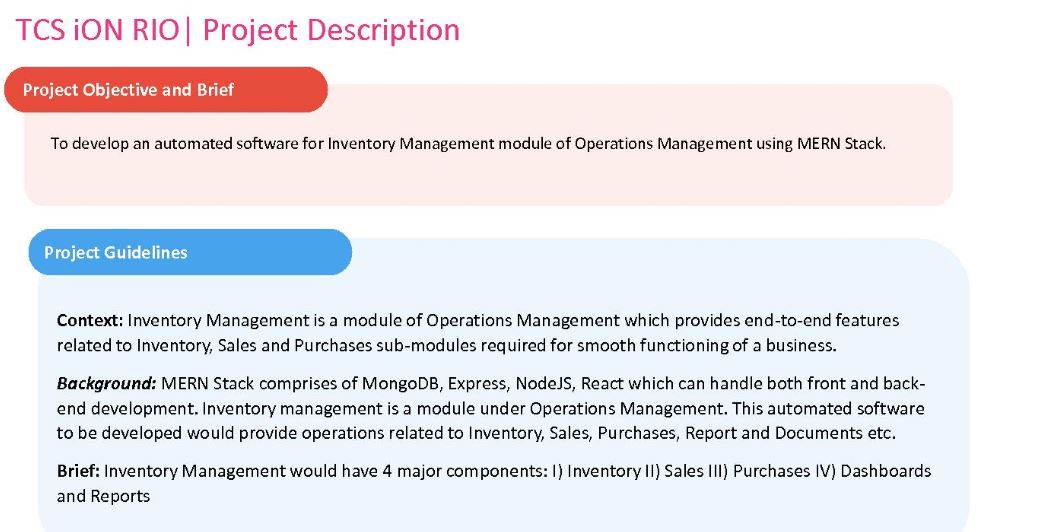 TCS iON RIO| Project Description
Project Objective and Brief
To develop an automated software for Inventory Management module of Operations Management using MERN Stack.
Project Guidelines
Context: Inventory Management is a module of Operations Management which provides end-to-end features
related to Inventory, Sales and Purchases sub-modules required for smooth functioning of a business.
Background: MERN Stack comprises of MongoDB, Express, NodeJS, React which can handle both front and back-
end development. Inventory management is a module under Operations Management. This automated software
to be developed would provide operations related to Inventory, Sales, Purchases, Report and Documents etc.
Brief: Inventory Management would have 4 major components: I) Inventory II) Sales III) Purchases IV) Dashboards
and Reports